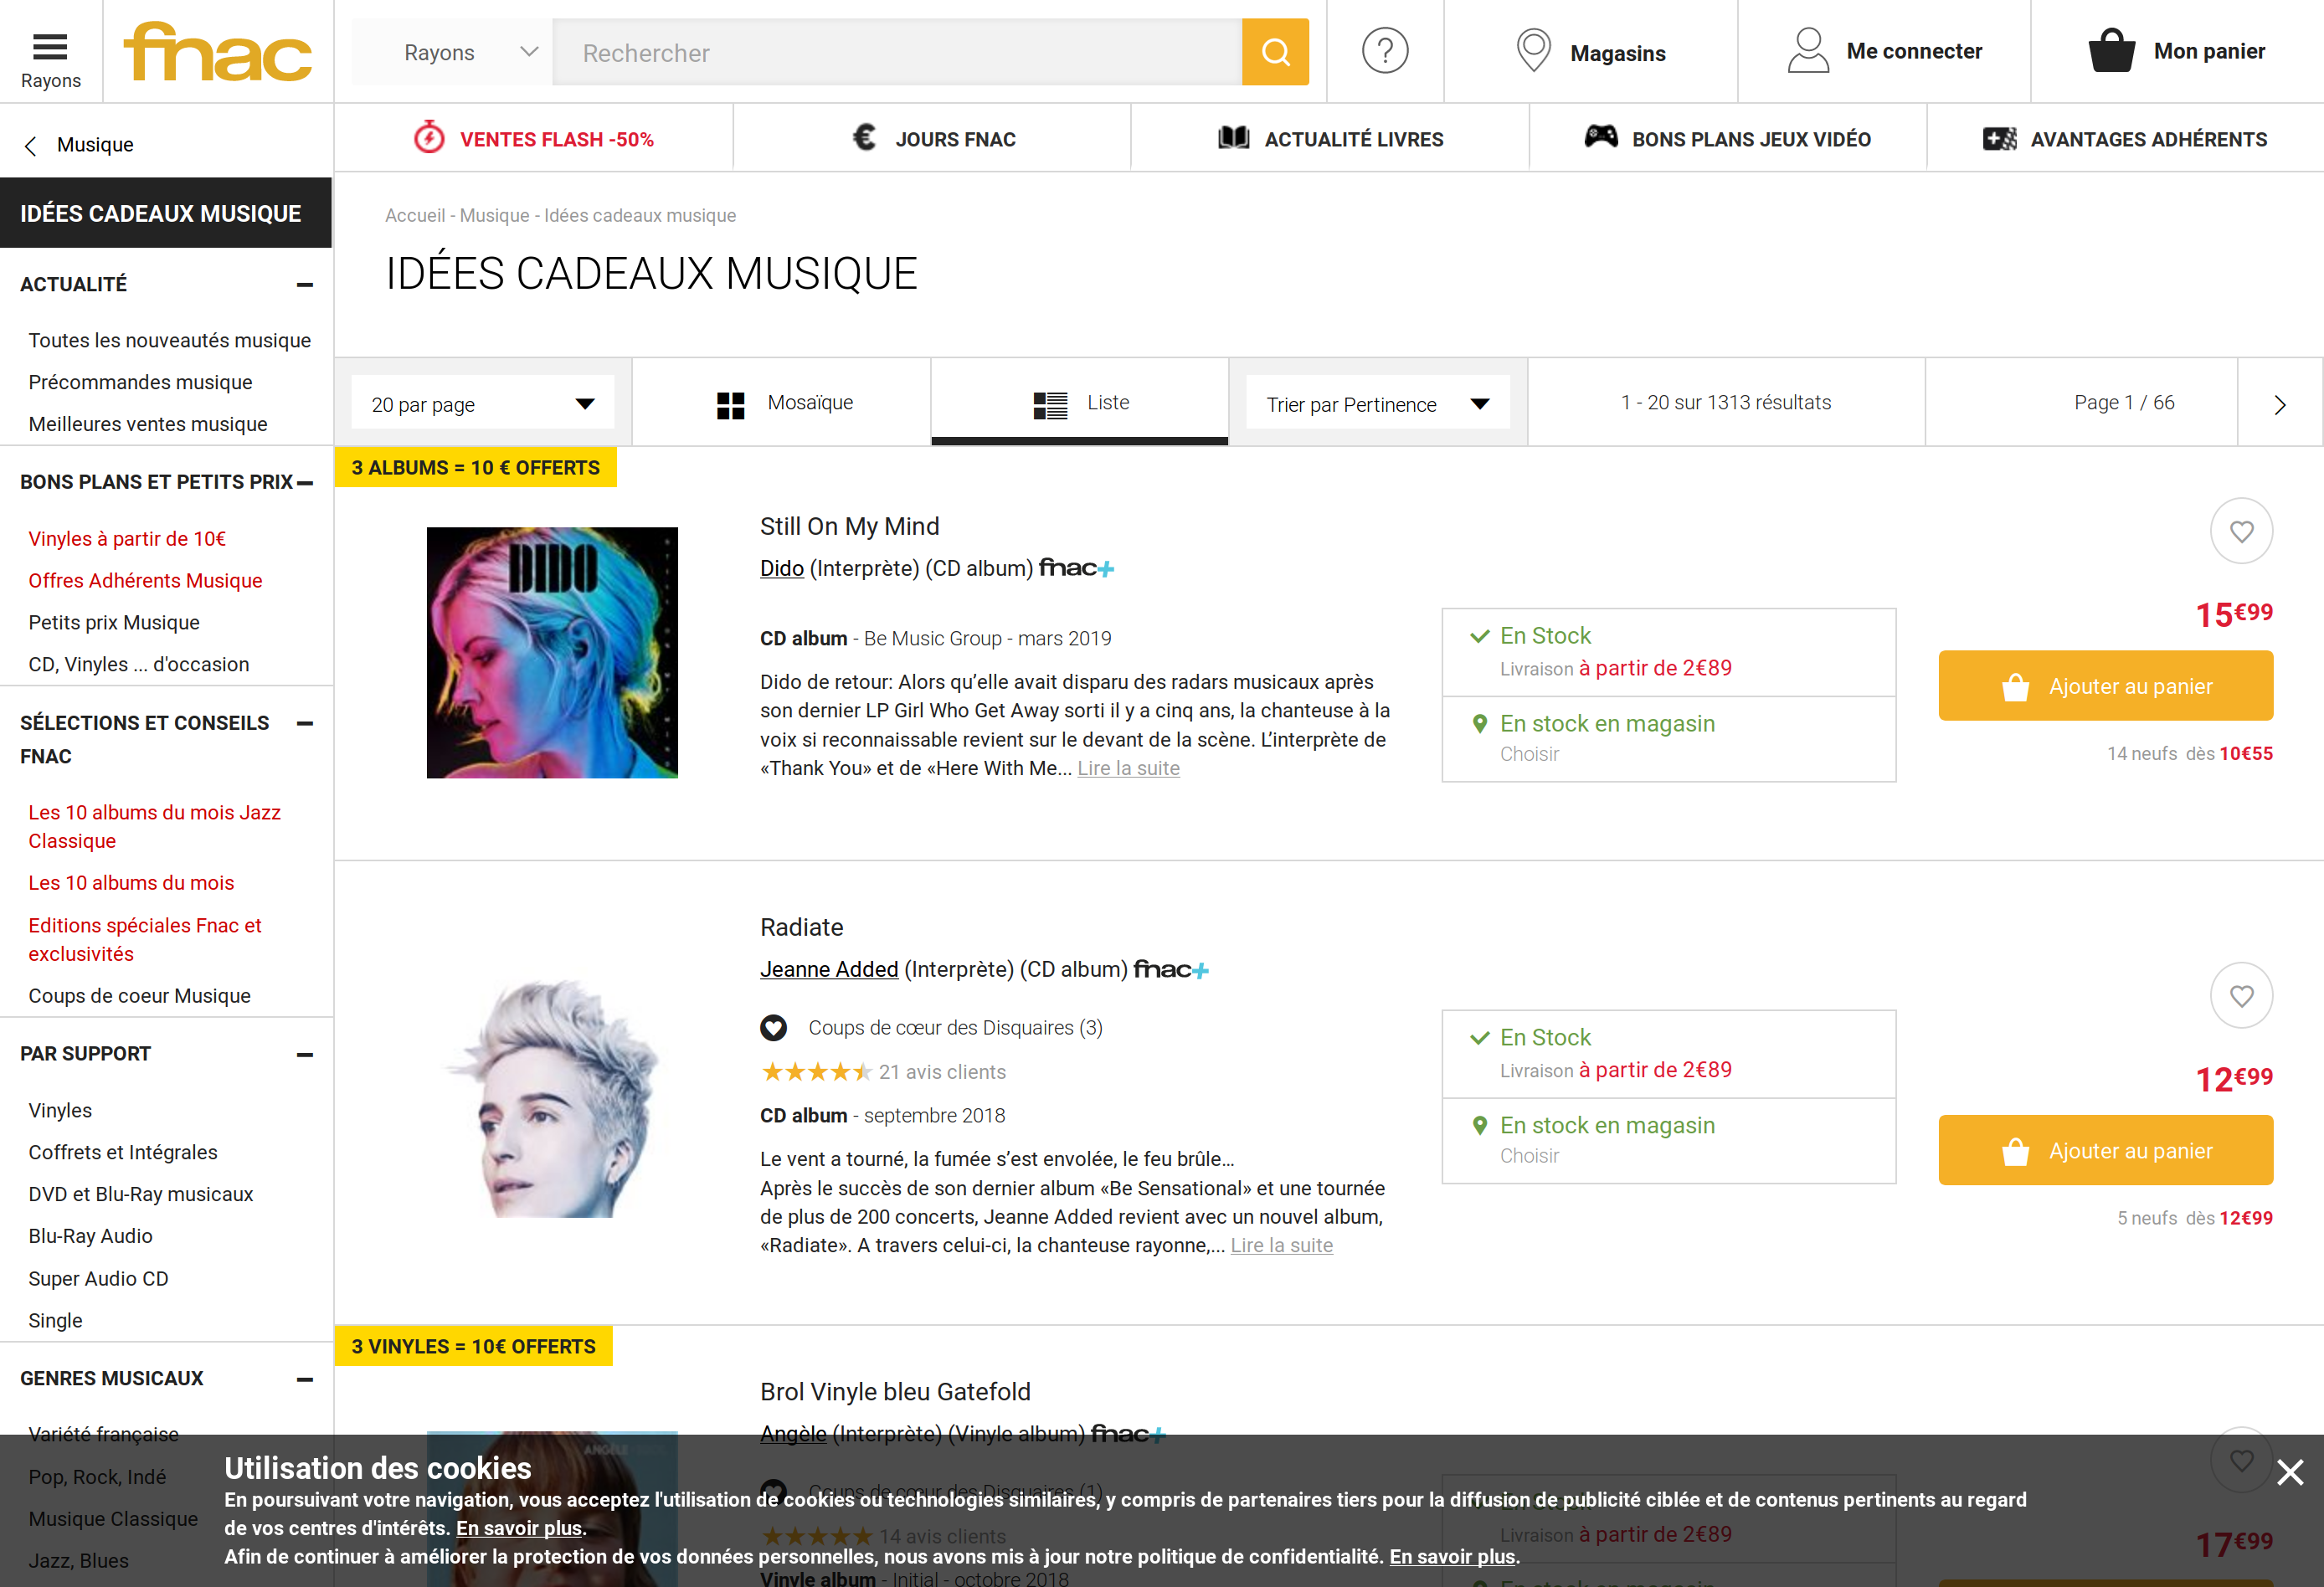 Rayons
fnac
Rayons
Rechercher
?
Magasins
Me connecter
Mon panier
VENTES FLASH -50%
€ JOURS FNAC
ACTUALITÉ LIVRES
BONS PLANS JEUX VIDÉO
AVANTAGES ADHÉRENTS
Musique
IDÉES CADEAUX MUSIQUE
ACTUALITÉ
Toutes les nouveautés musique
Précommandes musique
Meilleures ventes musique
BONS PLANS ET PETITS PRIX
Vinyles à partir de 10€
Offres Adhérents Musique
Petits prix Musique
CD, Vinyles ... d'occasion
SÉLECTIONS ET CONSEILS
FNAC
Les 10 albums du mois Jazz
Classique
Les 10 albums du mois
Editions spéciales Fnac et
exclusivités
Coups de coeur Musique
PAR SUPPORT
Vinyles
Coffrets et Intégrales
DVD et Blu-Ray musicaux
Blu-Ray Audio
Super Audio CD
Single
GENRES MUSICAUX
Variété française
Pop, Rock, Indé
Musique Classique
Jazz, Blues
Accueil - Musique - Idées cadeaux musique
IDÉES CADEAUX MUSIQUE
20 par page
Mosaïque
Liste
Trier par Pertinence
1 - 20 sur 1313 résultats
Page 1 / 66
3 ALBUMS = 10 € OFFERTS
DIDO
Still On My Mind
Dido (Interprète) (CD album) fnac+
CD album - Be Music Group - mars 2019
Dido de retour: Alors qu’elle avait disparu des radars musicaux après
son dernier LP Girl Who Get Away sorti il y a cinq ans, la chanteuse à la
voix si reconnaissable revient sur le devant de la scène. L’interprète de
«Thank You» et de «Here With Me... Lire la suite
En Stock
Livraison à partir de 2€89
En stock en magasin
Choisir
15€99
Ajouter au panier
14 neufs dès 10€55
Radiate
Jeanne Added (Interprète) (CD album) fnac+
Coups de cœur des Disquaires (3)
21 avis clients
CD album - septembre 2018
Le vent a tourné, la fumée s’est envolée, le feu brûle…
Après le succès de son dernier album «Be Sensational» et une tournée
de plus de 200 concerts, Jeanne Added revient avec un nouvel album,
«Radiate». A travers celui-ci, la chanteuse rayonne,... Lire la suite
En Stock
Livraison à partir de 2€89
En stock en magasin
Choisir
12€99
Ajouter au panier
5 neufs dès 12€99
3 VINYLES = 10€ OFFERTS
ANGÈLE
Brol Vinyle bleu Gatefold
Angèle (Interprète) (Vinyle album) fnac+
Coups de cœur des Disquaires (1)
14 avis clients
Vinyle album - Initial - octobre 2018
En Stock
Livraison à partir de 2€89
En stock en magasin
17€99
Utilisation des cookies
En poursuivant votre navigation, vous acceptez l'utilisation de cookies ou technologies similaires, y compris de partenaires tiers pour la diffusion de publicité ciblée et de contenus pertinents au regard
de vos centres d'intérêts. En savoir plus.
Afin de continuer à améliorer la protection de vos données personnelles, nous avons mis à jour notre politique de confidentialité. En savoir plus.